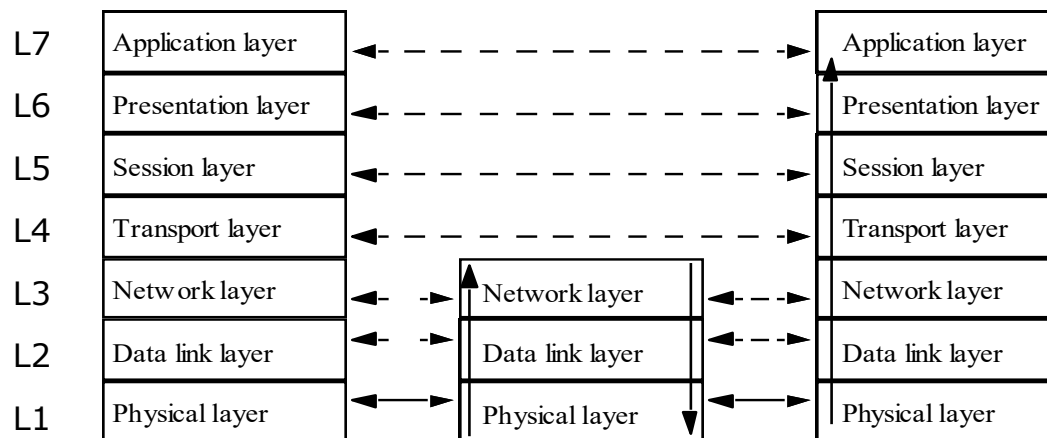 L7 Application layer Application layer
L6 Presentation layer Presentation layer
L5 Session layer Session layer
L4 Transport layer Transport layer
L3 Network layer Network layer Network layer
L2 Data link layer Data link layer Data link layer
L1 Physical layer Physical layer Physical layer